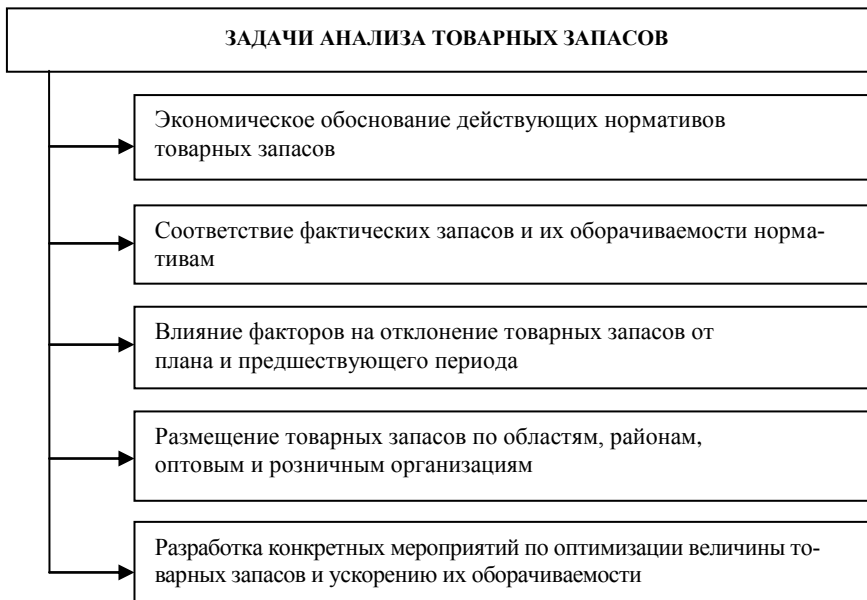 ЗАДАЧИ АНАЛИЗА ТОВАРНЫХ ЗАПАСОВ
Экономическое обоснование действующих нормативов
товарных запасов
Соответствие фактических запасов и их оборачиваемости норма-
тивам
Влияние факторов на отклонение товарных запасов от
плана и предшествующего периода
Размещение товарных запасов по областям, районам,
оптовым и розничным организациям
Разработка конкретных мероприятий по оптимизации величины то-
варных запасов и ускорению их оборачиваемости